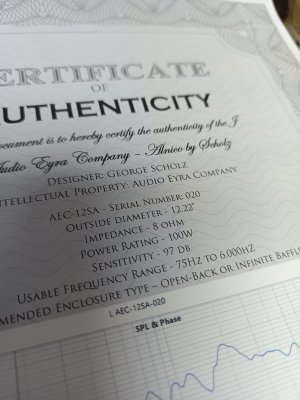 CERTIFICATE
OF
AUTHENTICITY
document is to hereby certify the authenticity of the
Audio Eyra Company - Alnico by Scholz
Designer: George Scholz
Intellectual Property: Audio Eyra Company
AEC-12SA - Serial Number: 020
Outside diameter - 12.22"
Impedance - 8 ohm
Power Rating - 100W
Sensitivity - 97 dB
Usable Frequency Range - 75Hz to 6,000Hz
mended Enclosure type - Open-Back or Infinite Baffle
L AEC-12SA-020
SPL & Phase